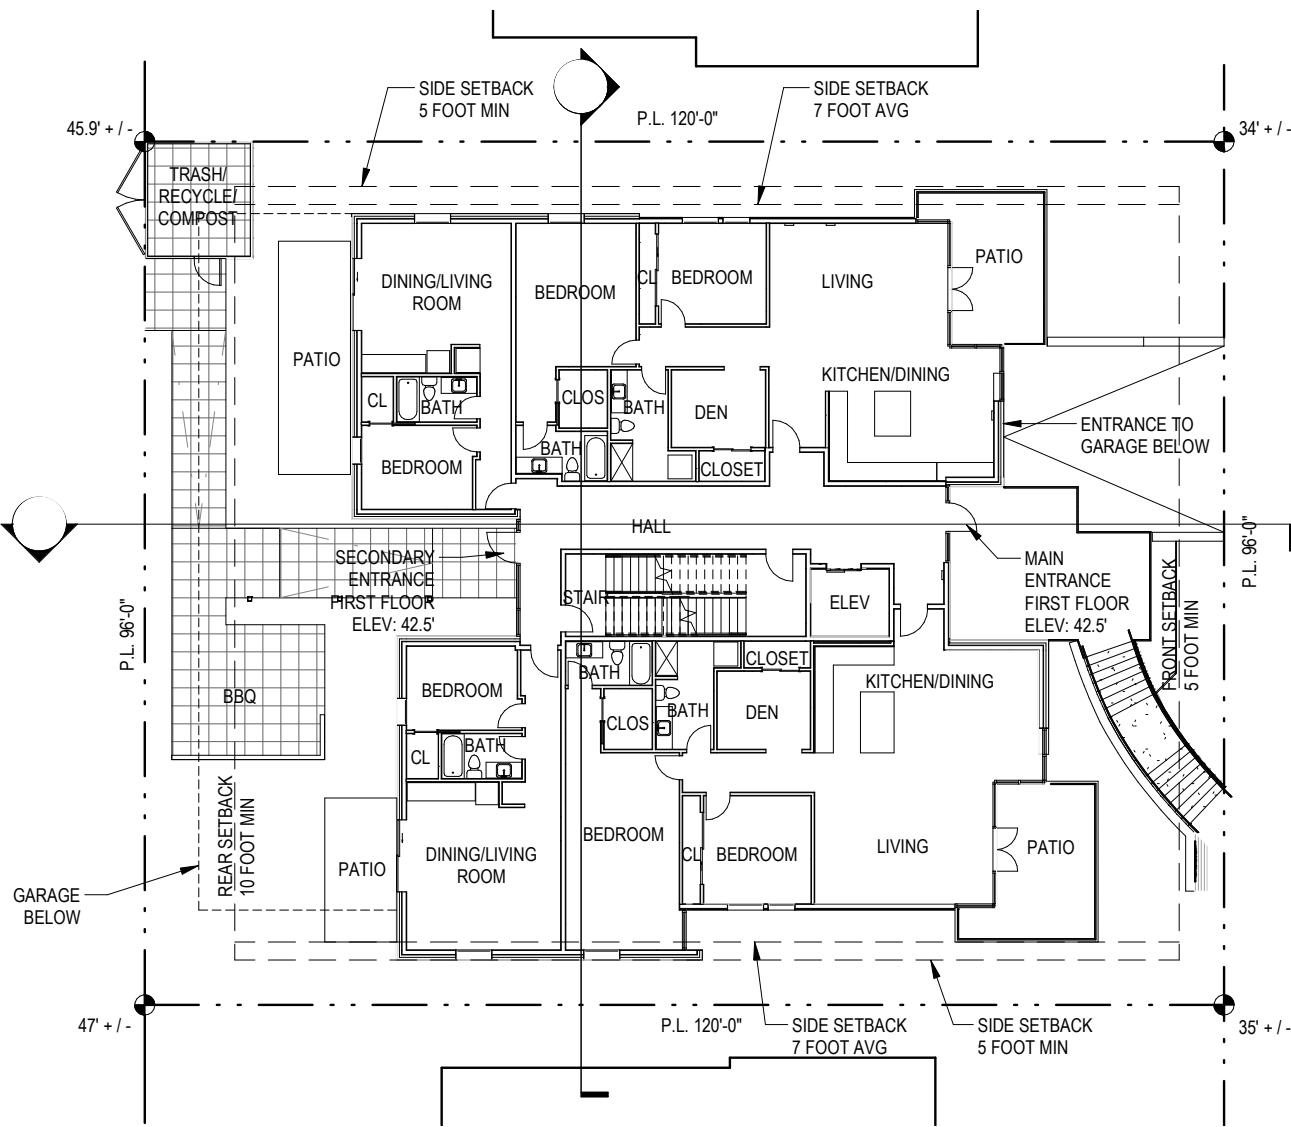 SIDE SETBACK
5 FOOT MIN
P.L. 120'-0"
SIDE SETBACK
7 FOOT AVG
45.9' + / -
34' + / -
TRASH/
RECYCLE/
COMPOST
DINING/LIVING
ROOM
BEDROOM
CL
BEDROOM
LIVING
PATIO
PATIO
KITCHEN/DINING
CL
BATH
CLOS
BATH
DEN
ENTRANCE TO
GARAGE BELOW
BEDROOM
BATH
CLOSET
HALL
SECONDARY
ENTRANCE
FIRST FLOOR
ELEV: 42.5'
STAIR
ELEV
MAIN
ENTRANCE
FIRST FLOOR
ELEV: 42.5'
FRONT SETBACK
5 FOOT MIN
P.L. 96'-0"
P.L. 96'-0"
BBQ
BEDROOM
BATH
CLOSET
KITCHEN/DINING
CLOS
BATH
DEN
CL
BATH
REAR SETBACK
10 FOOT MIN
BEDROOM
CL
BEDROOM
LIVING
PATIO
PATIO
DINING/LIVING
ROOM
GARAGE
BELOW
47' + / -
P.L. 120'-0"
SIDE SETBACK
7 FOOT AVG
SIDE SETBACK
5 FOOT MIN
35' + / -